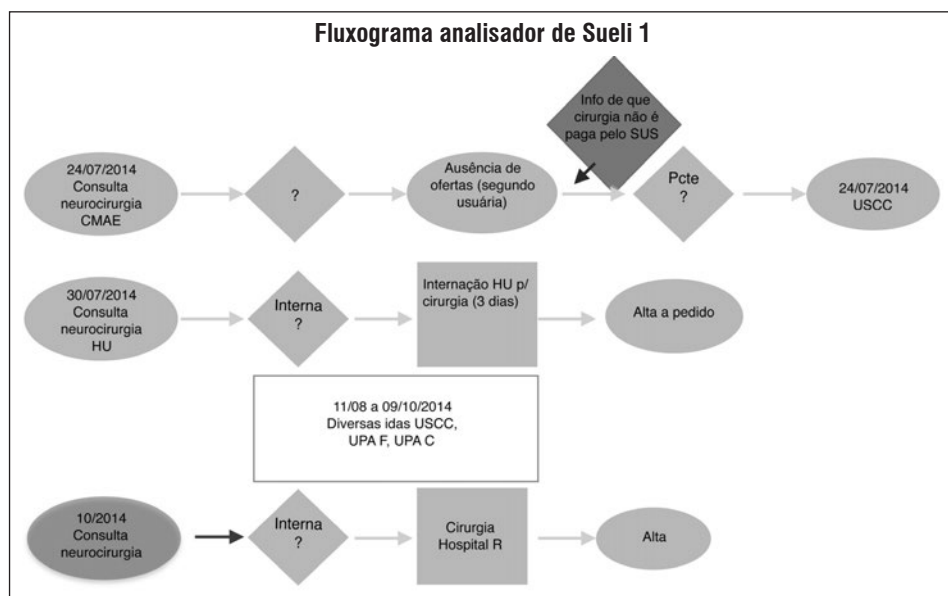 Fluxograma analisador de Sueli 1
Info de que
cirurgia não é
paga pelo SUS
24/07/2014
Consulta
neurocirurgia
CMAE
?
Ausência de
ofertas (segundo
usuária)
Pcte
?
24/07/2014
USCC
30/07/2014
Consulta
neurocirurgia
HU
Interna
?
Internação HU p/
cirurgia (3 dias)
Alta a pedido
11/08 a 09/10/2014
Diversas idas USCC,
UPA F, UPA C
10/2014
Consulta
neurocirurgia
Interna
?
Cirurgia
Hospital R
Alta